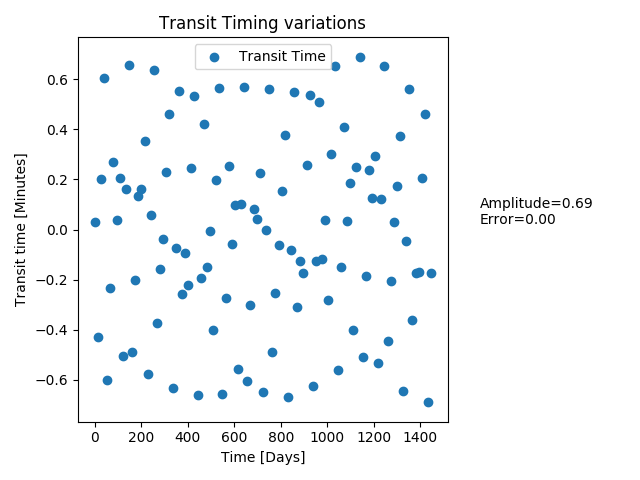 Transit Timing variations
Transit Time
Transit time [Minutes]
0.6
0.4
0.2
0.0
−0.2
−0.4
−0.6
0 200 400 600 800 1000 1200 1400
Time [Days]
Amplitude=0.69
Error=0.00